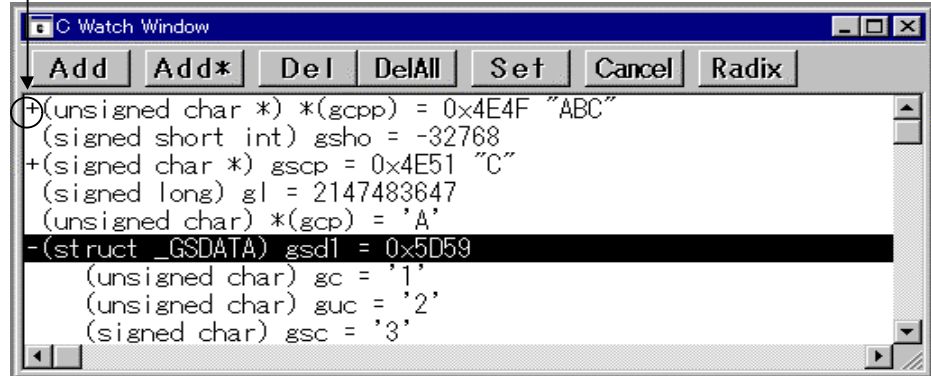 C Watch Window
Add Add* Del DelAll Set Cancel Radix
+(unsigned char *) *(gcpp) = 0x4E4F "ABC"
(signed short int) gsho = -32768
+(signed char *) gscp = 0x4E51 "C"
(signed long) gl = 2147483647
(unsigned char) *(gcp) = 'A'
-(struct _GSDATA) gsd1 = 0x5D59
(unsigned char) gc = '1'
(unsigned char) guc = '2'
(signed char) gsc = '3'